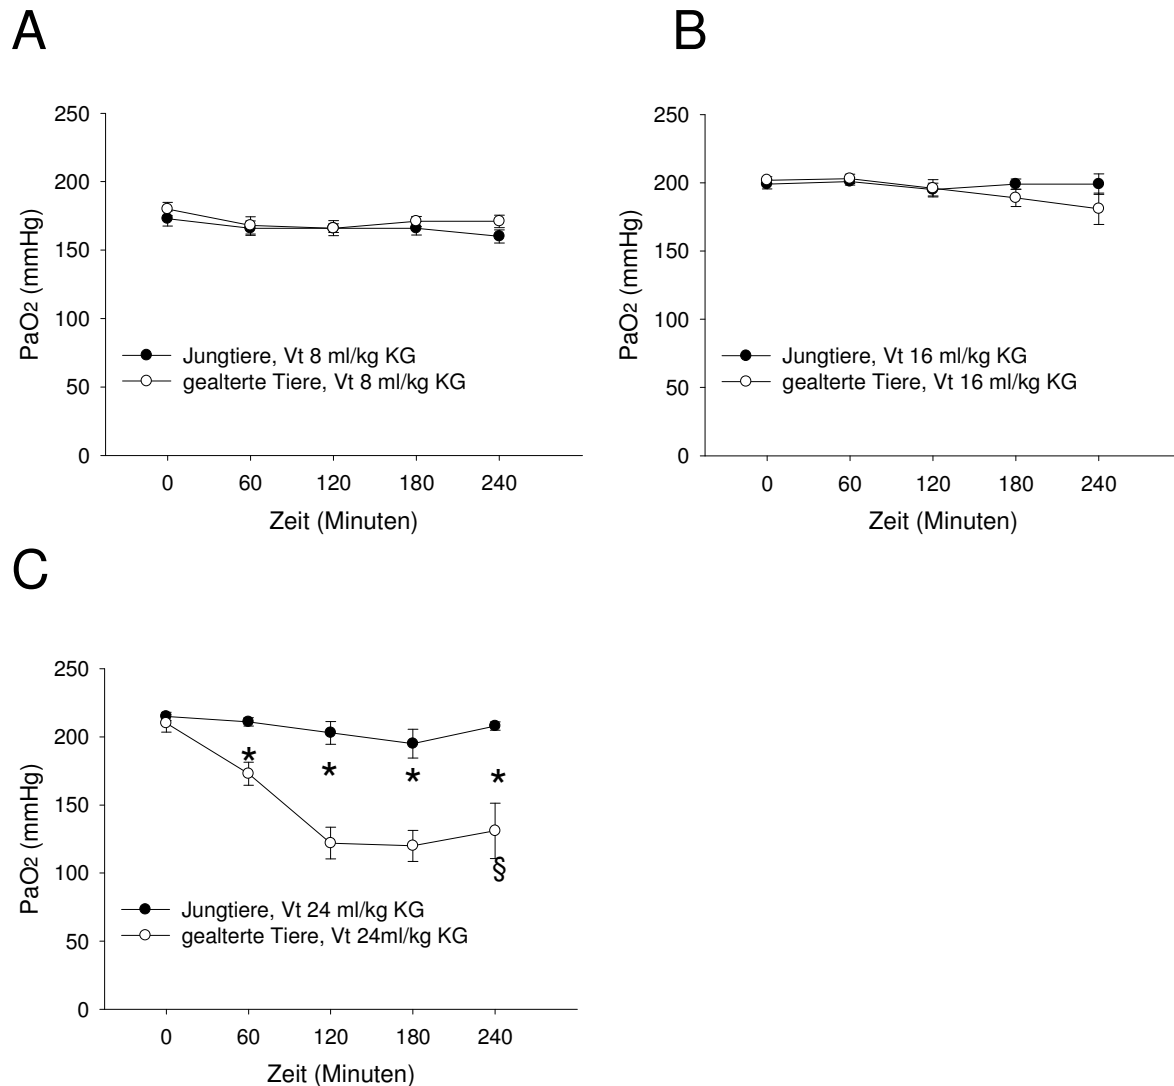 A
250
200
150
100
50
0
PaO2 (mmHg)
Jungtiere, Vt 8 ml/kg KG
gealterte Tiere, Vt 8 ml/kg KG
0 60 120 180 240
Zeit (Minuten)
B
250
200
150
100
50
0
PaO2 (mmHg)
Jungtiere, Vt 16 ml/kg KG
gealterte Tiere, Vt 16 ml/kg KG
0 60 120 180 240
Zeit (Minuten)
C
250
200
150
100
50
0
PaO2 (mmHg)
* * * *
§
Jungtiere, Vt 24 ml/kg KG
gealterte Tiere, Vt 24ml/kg KG
0 60 120 180 240
Zeit (Minuten)